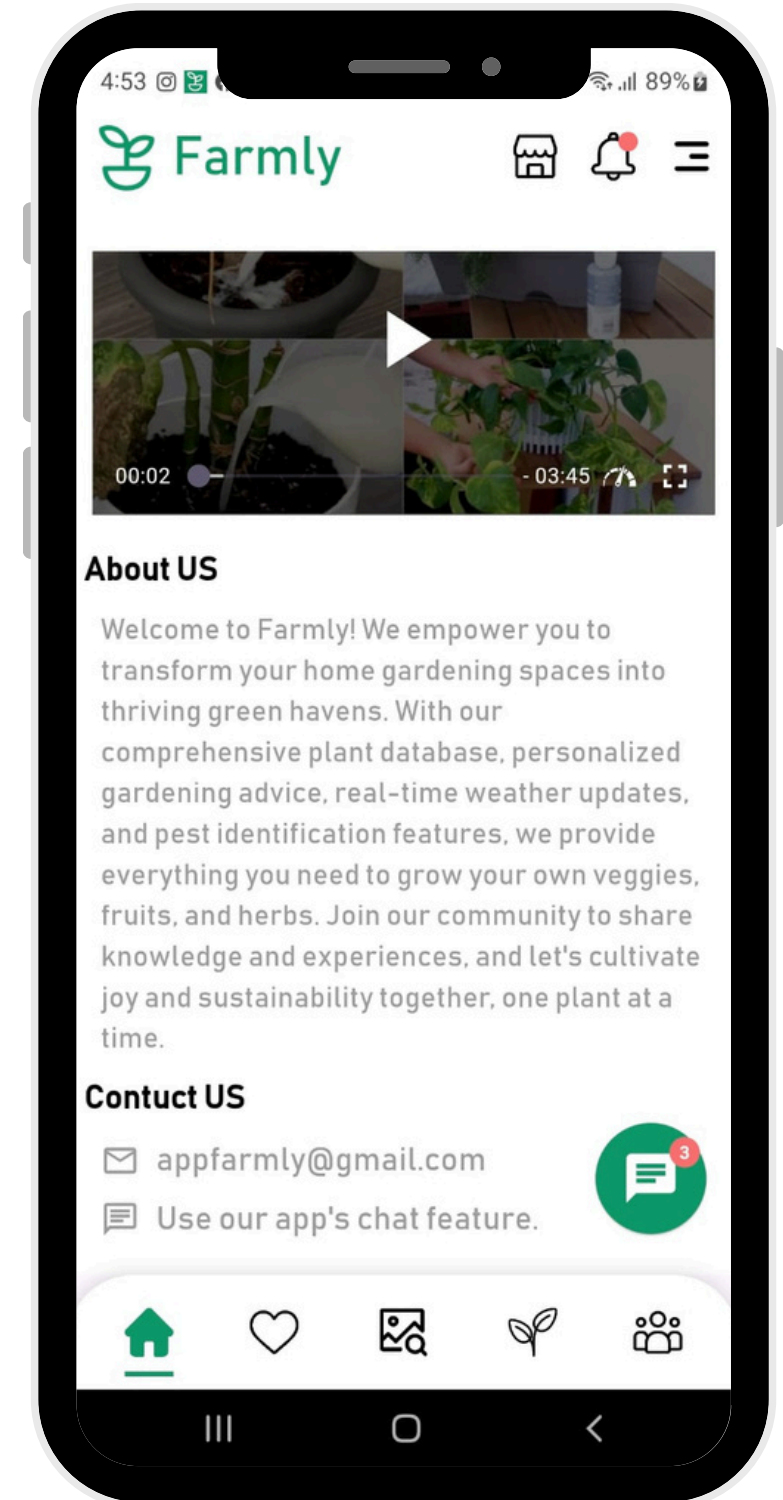 4:53
89%
Farmly
00:02
- 03:45
About US
Welcome to Farmly! We empower you to
transform your home gardening spaces into
thriving green havens. With our
comprehensive plant database, personalized
gardening advice, real-time weather updates,
and pest identification features, we provide
everything you need to grow your own veggies,
fruits, and herbs. Join our community to share
knowledge and experiences, and let's cultivate
joy and sustainability together, one plant at a
time.
Contuct US
appfarmly@gmail.com
3
Use our app's chat feature.